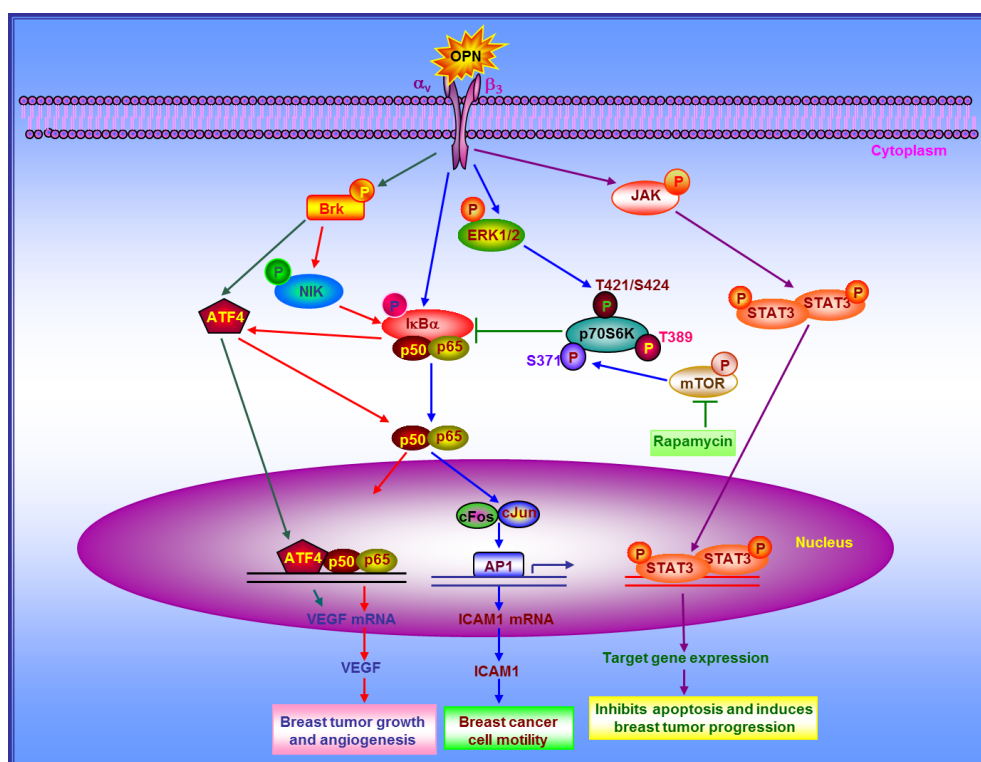 OPN
αv β3
Cytoplasm
P
Brk
P
JAK
P
ERK1/2
P
NIK
T421/S424
P
P
STAT3
STAT3
P
P
IκBα
ATF4
p50
p65
p70S6K
T389
P
S371
P
P
mTOR
Rapamycin
p50
p65
cFos
cJun
Nucleus
ATF4
p50
p65
AP1
P
STAT3
STAT3
P
VEGF mRNA
ICAM1 mRNA
VEGF
ICAM1
Target gene expression
Breast tumor growth
and angiogenesis
Breast cancer
cell motility
Inhibits apoptosis and induces
breast tumor progression